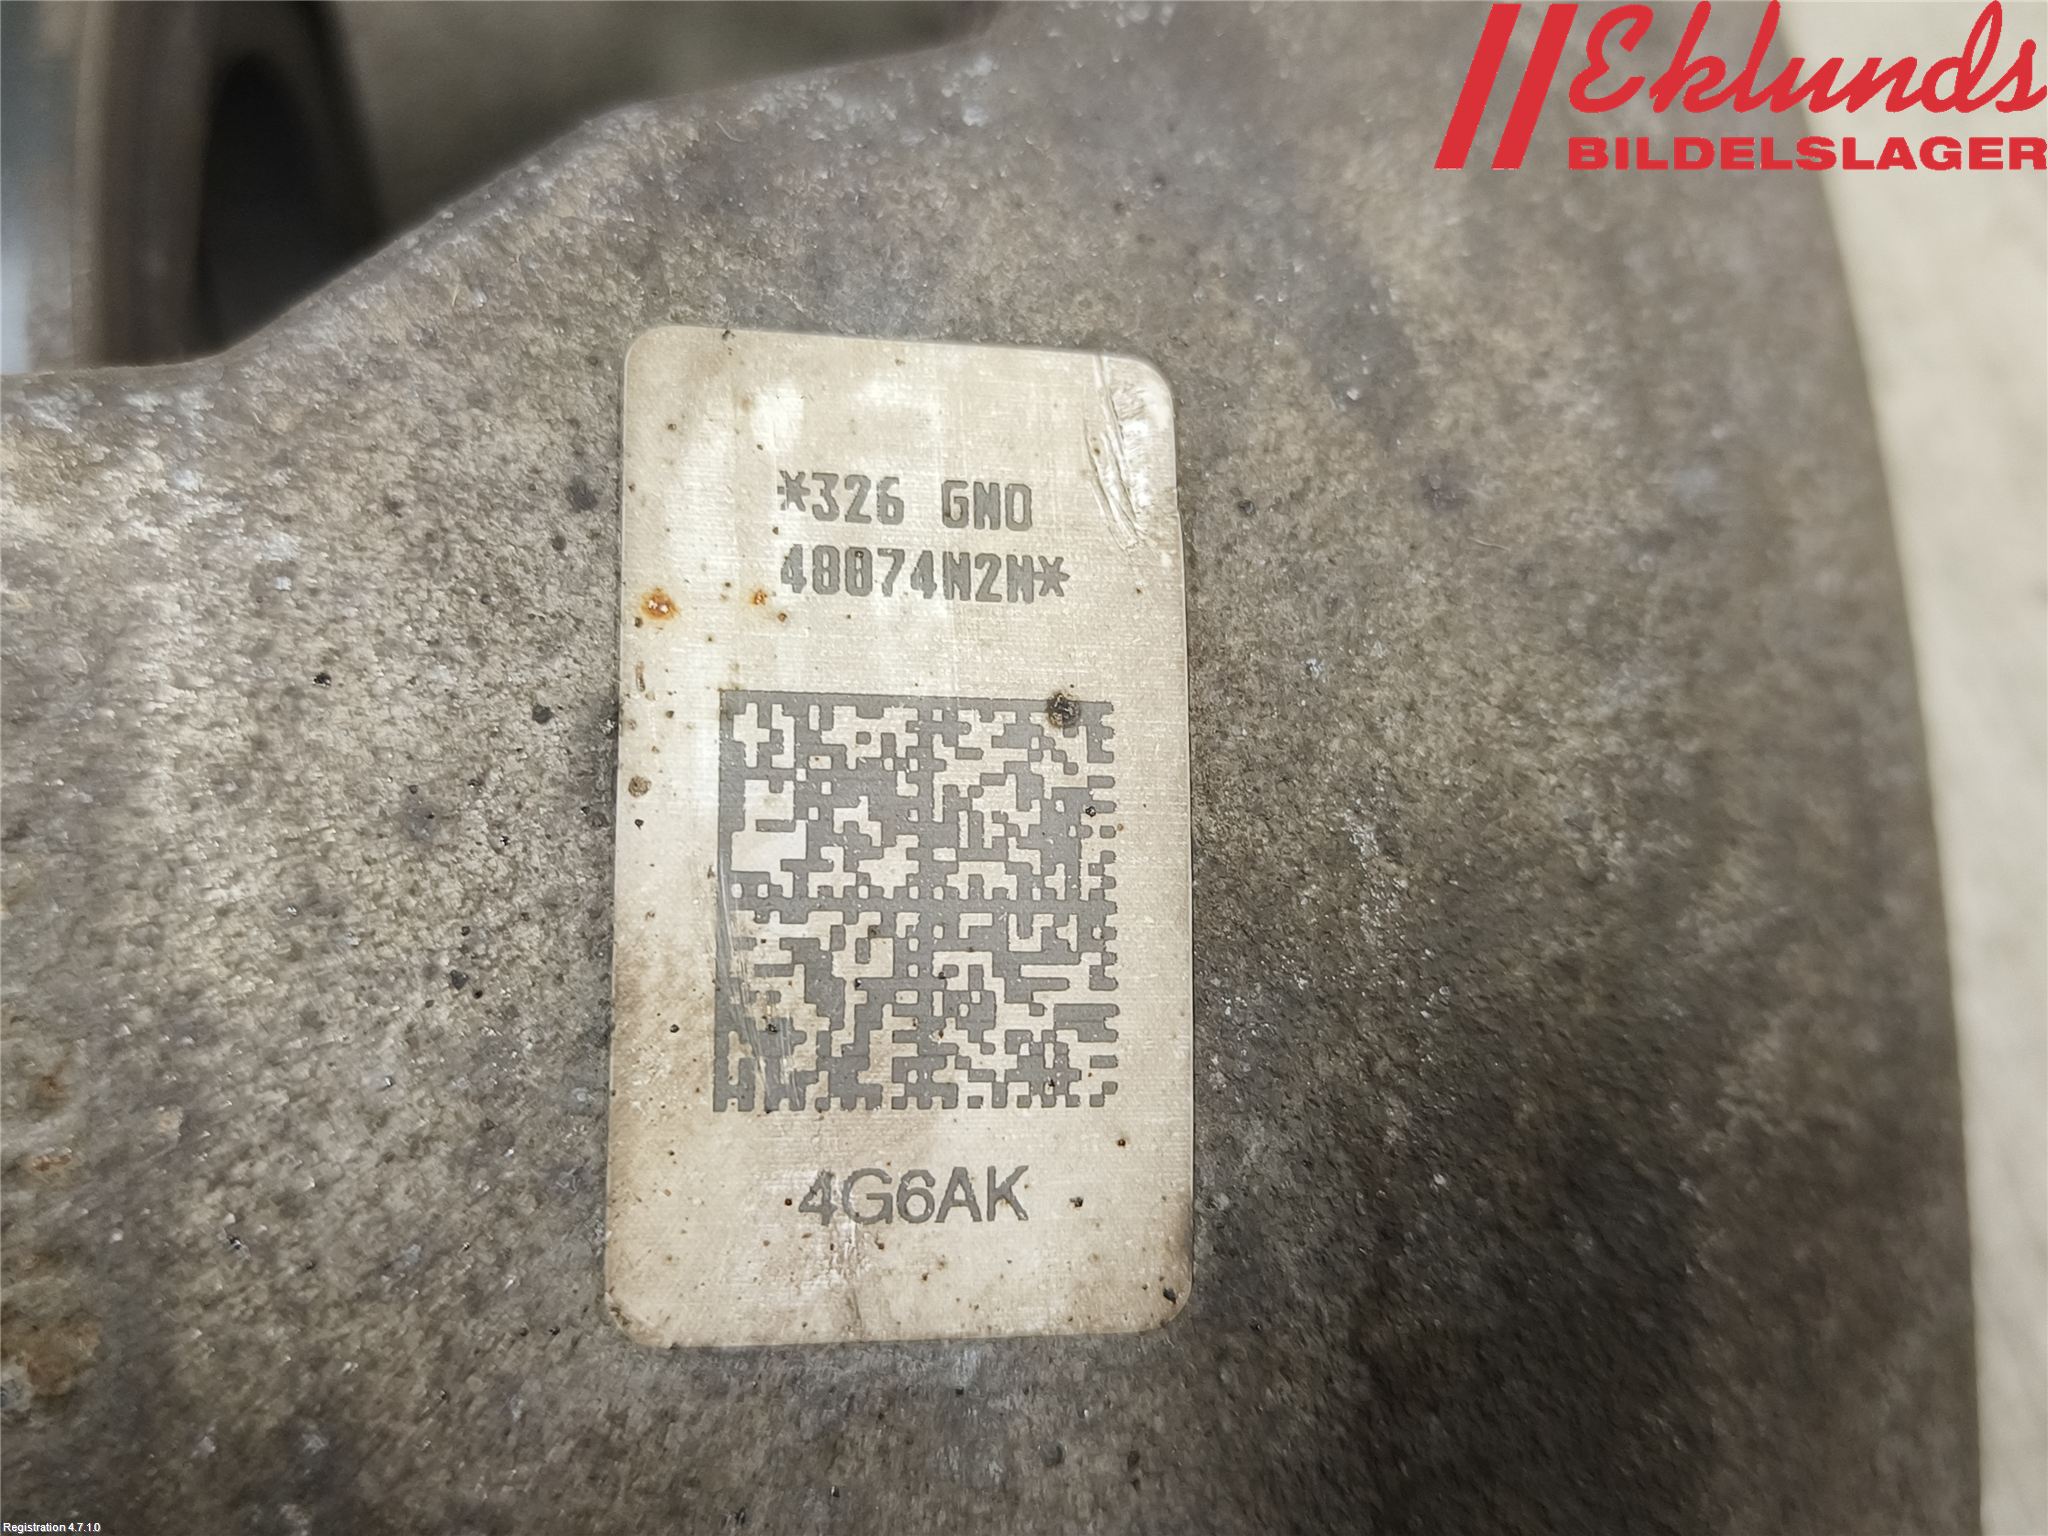 Eklunds
BILDELSLAGER
*326 GNO
48074N2N*
4G6AK
Registration 4.7.1.0